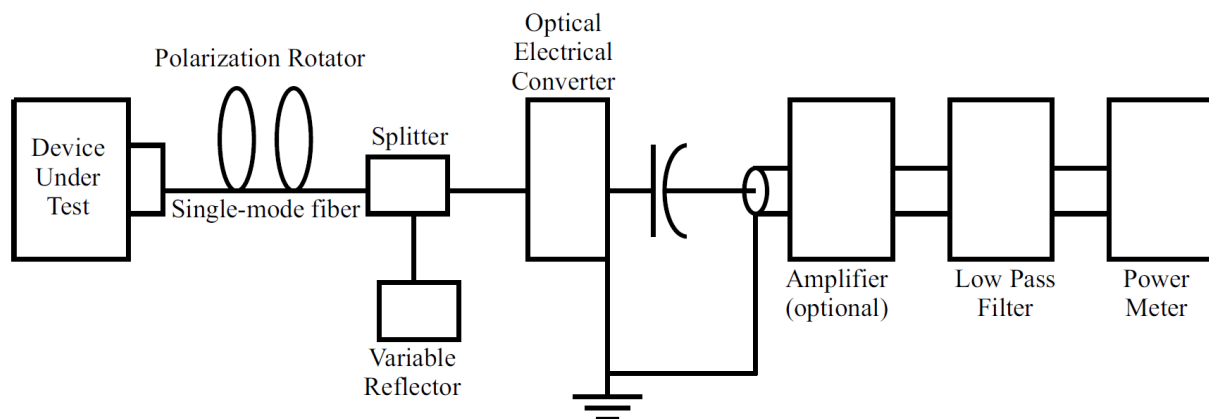 Optical
Electrical
Converter
Polarization Rotator
Device
Under
Test
Splitter
Single-mode fiber
Variable
Reflector
Amplifier
(optional)
Low Pass
Filter
Power
Meter